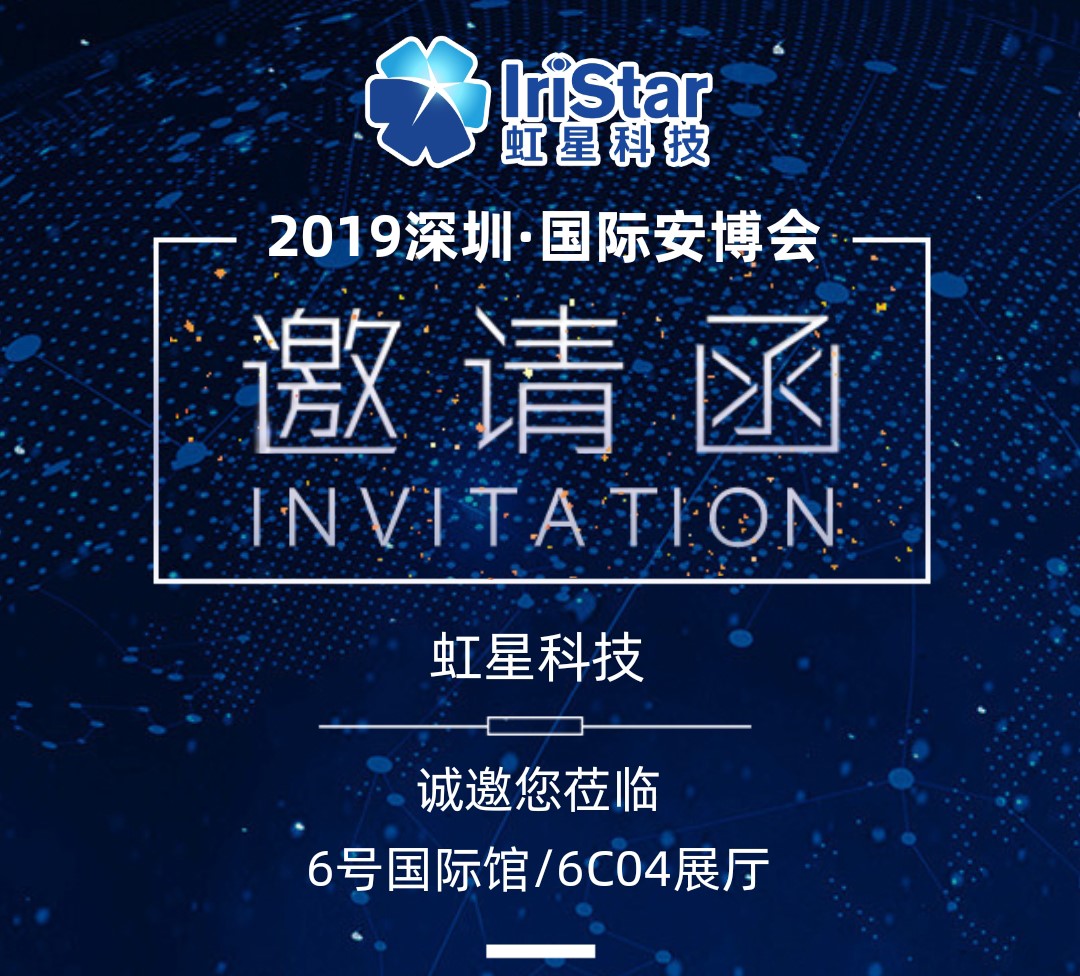 IriStar
虹星科技
2019深圳·国际安博会
邀请函
INVITATION
虹星科技
诚邀您莅临
6号国际馆/6C04展厅